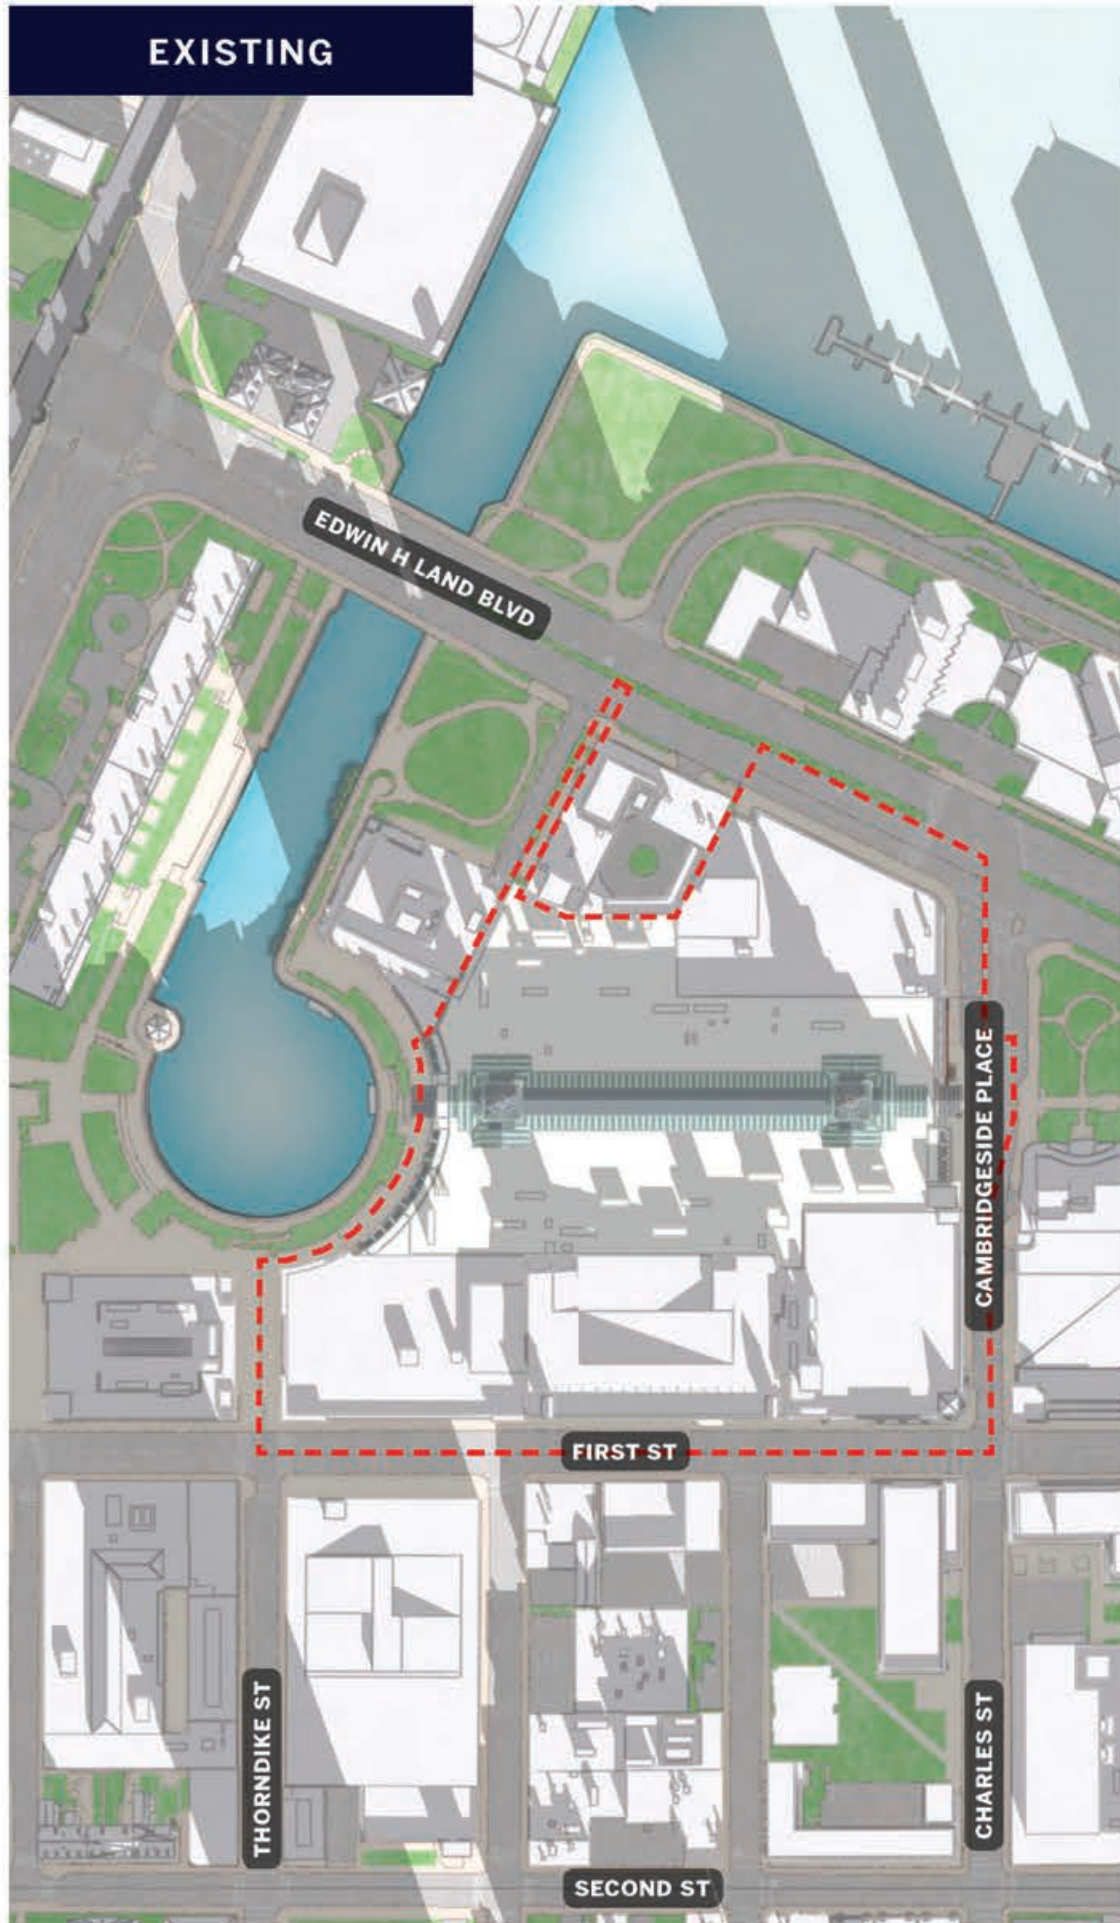 EXISTING
EDWIN H LAND BLVD
CAMBRIDGESIDE PLACE
FIRST ST
THORNDIKE ST
CHARLES ST
SECOND ST